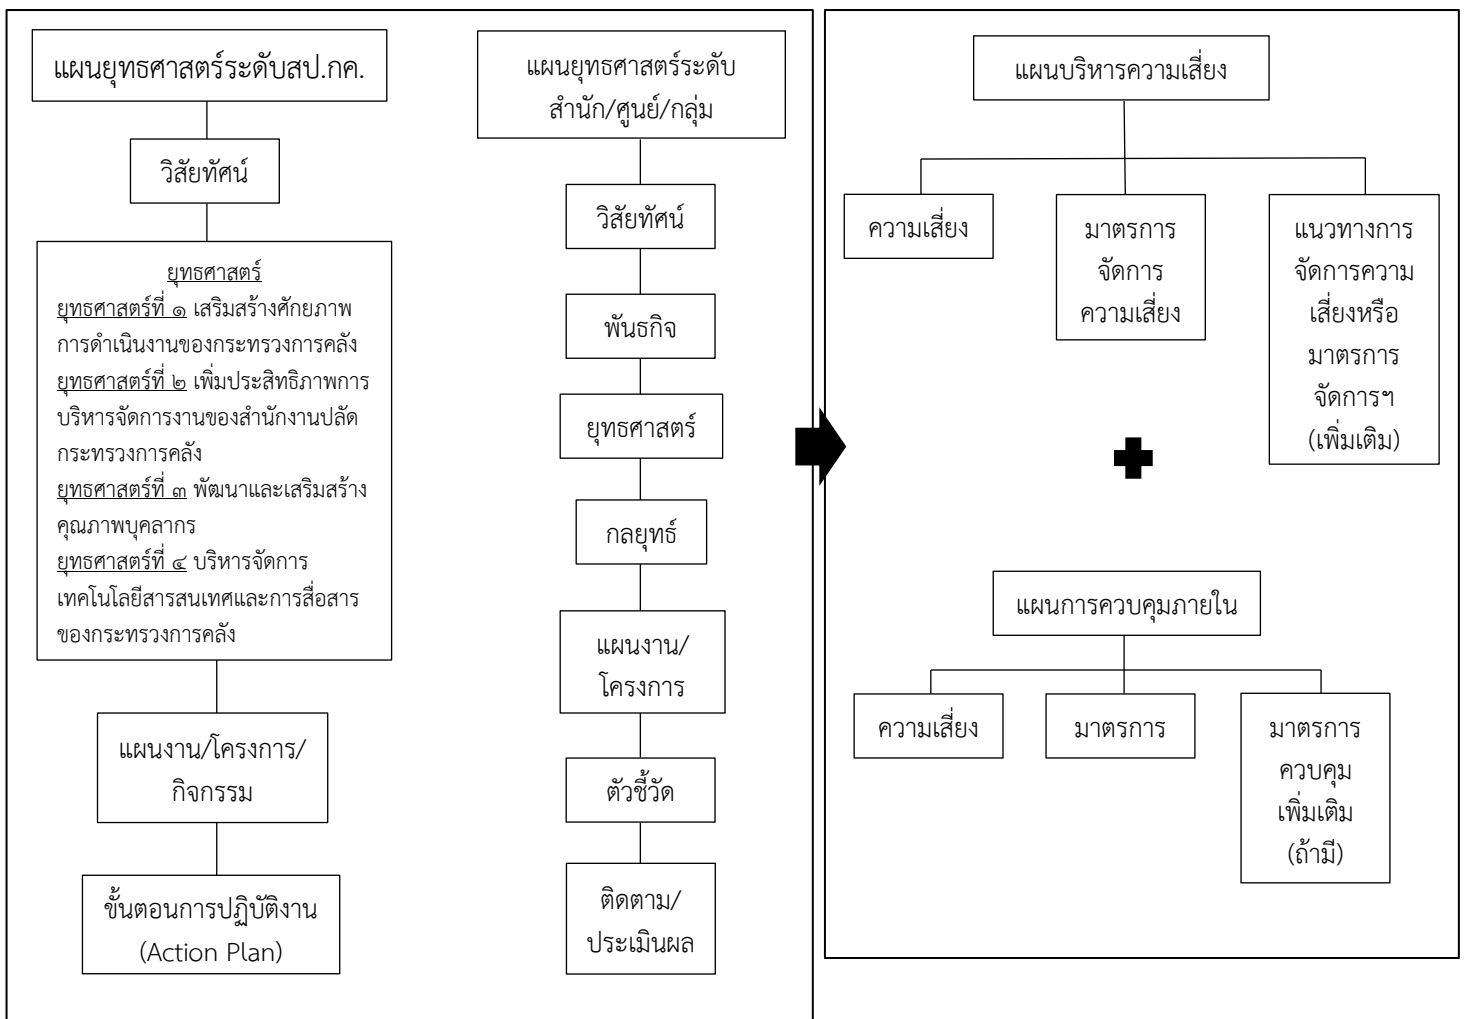 แผนยุทธศาสตร์ระดับสป.กค.
วิสัยทัศน์
ยุทธศาสตร์
ยุทธศาสตร์ที่ ๑ เสริมสร้างศักยภาพ
การดำเนินงานของกระทรวงการคลัง
ยุทธศาสตร์ที่ ๒ เพิ่มประสิทธิภาพการ
บริหารจัดการงานของสำนักงานปลัด
กระทรวงการคลัง
ยุทธศาสตร์ที่ ๓ พัฒนาและเสริมสร้าง
คุณภาพบุคลากร
ยุทธศาสตร์ที่ ๔ บริหารจัดการ
เทคโนโลยีสารสนเทศและการสื่อสาร
ของกระทรวงการคลัง
แผนงาน/โครงการ/
กิจกรรม
ขั้นตอนการปฏิบัติงาน
(Action Plan)
แผนยุทธศาสตร์ระดับ
สำนัก/ศูนย์/กลุ่ม
วิสัยทัศน์
พันธกิจ
ยุทธศาสตร์
กลยุทธ์
แผนงาน/
โครงการ
ตัวชี้วัด
ติดตาม/
ประเมินผล
แผนบริหารความเสี่ยง
ความเสี่ยง
มาตรการ
จัดการ
ความเสี่ยง
แนวทางการ
จัดการความ
เสี่ยงหรือ
มาตรการ
จัดการฯ
(เพิ่มเติม)
แผนการควบคุมภายใน
ความเสี่ยง
มาตรการ
มาตรการ
ควบคุม
เพิ่มเติม
(ถ้ามี)